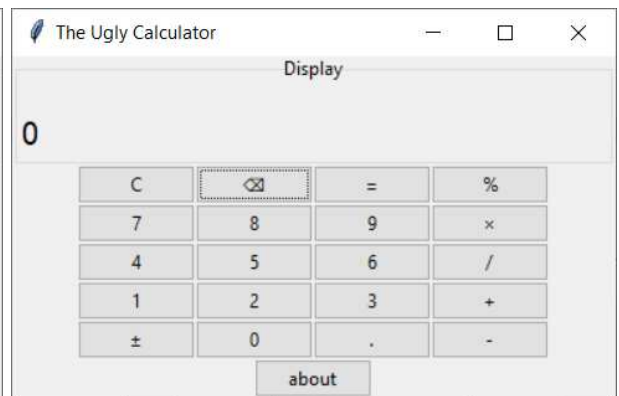 The Ugly Calculator
Display
0
C ⌫ = %
7 8 9 ×
4 5 6 /
1 2 3 +
± 0 . -
about